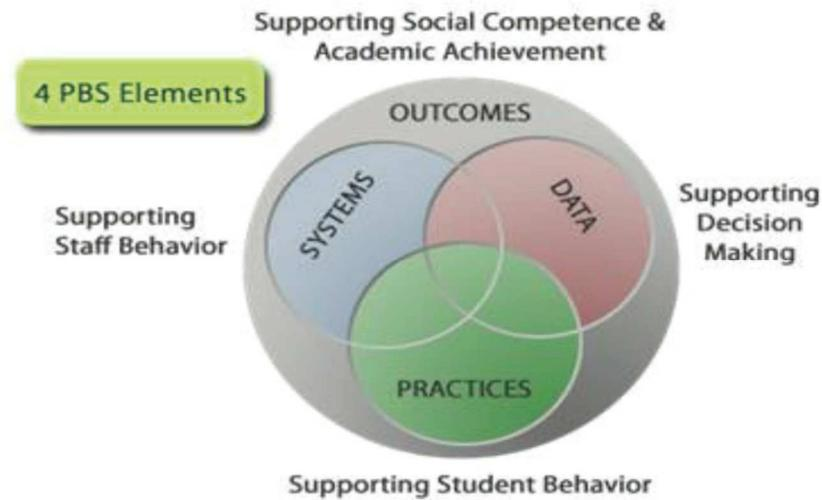 Supporting Social Competence &
Academic Achievement
4 PBS Elements
OUTCOMES
SYSTEMS
DATA
Supporting
Staff Behavior
Supporting
Decision
Making
PRACTICES
Supporting Student Behavior